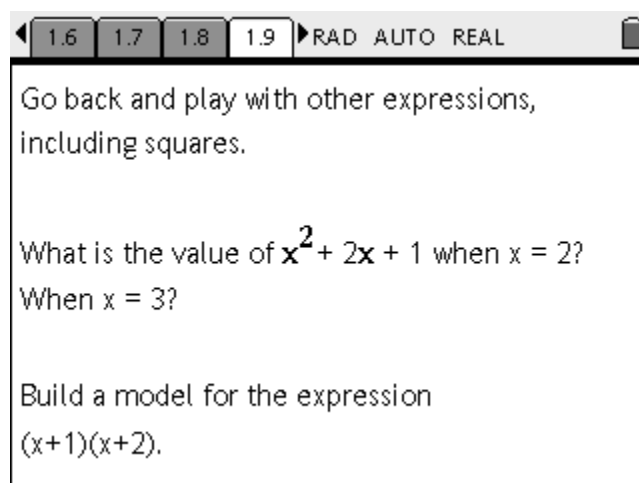 1.6 1.7 1.8 1.9 RAD AUTO REAL
Go back and play with other expressions,
including squares.
What is the value of x² + 2x + 1 when x = 2?
When x = 3?
Build a model for the expression
(x+1)(x+2).